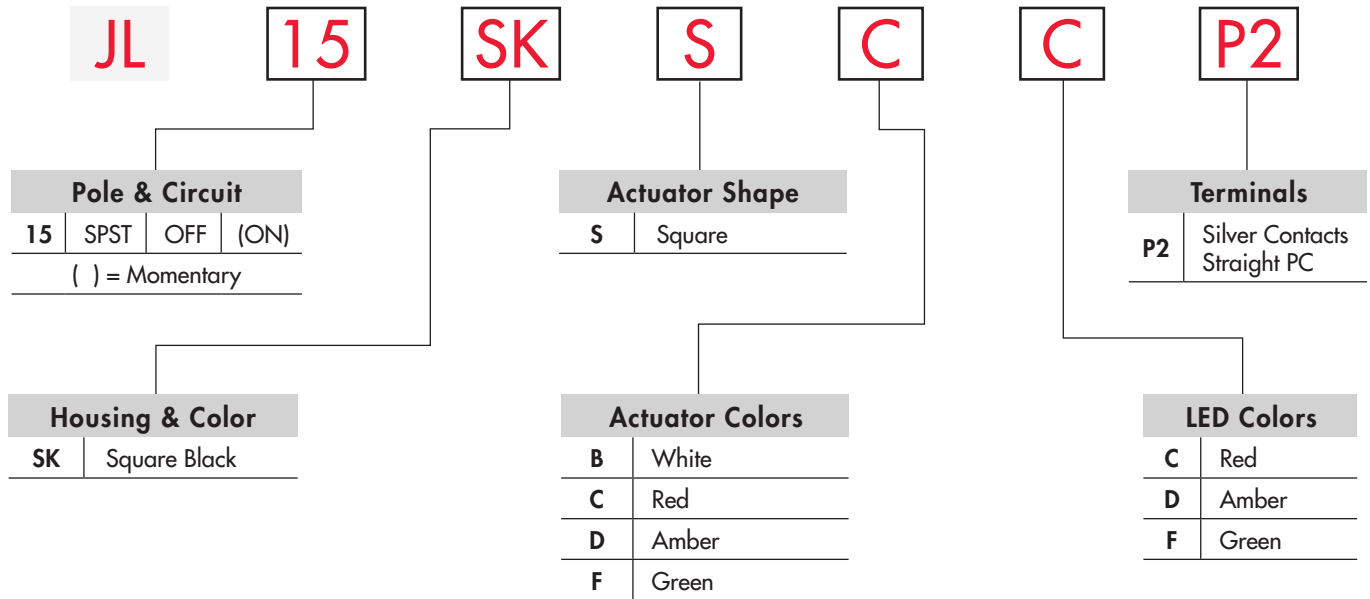 JL 15 SK S C C P2
Pole & Circuit
15 SPST OFF (ON)
( ) = Momentary
Actuator Shape
S Square
Terminals
P2 Silver Contacts
Straight PC
Housing & Color
SK Square Black
Actuator Colors
B White
C Red
D Amber
F Green
LED Colors
C Red
D Amber
F Green